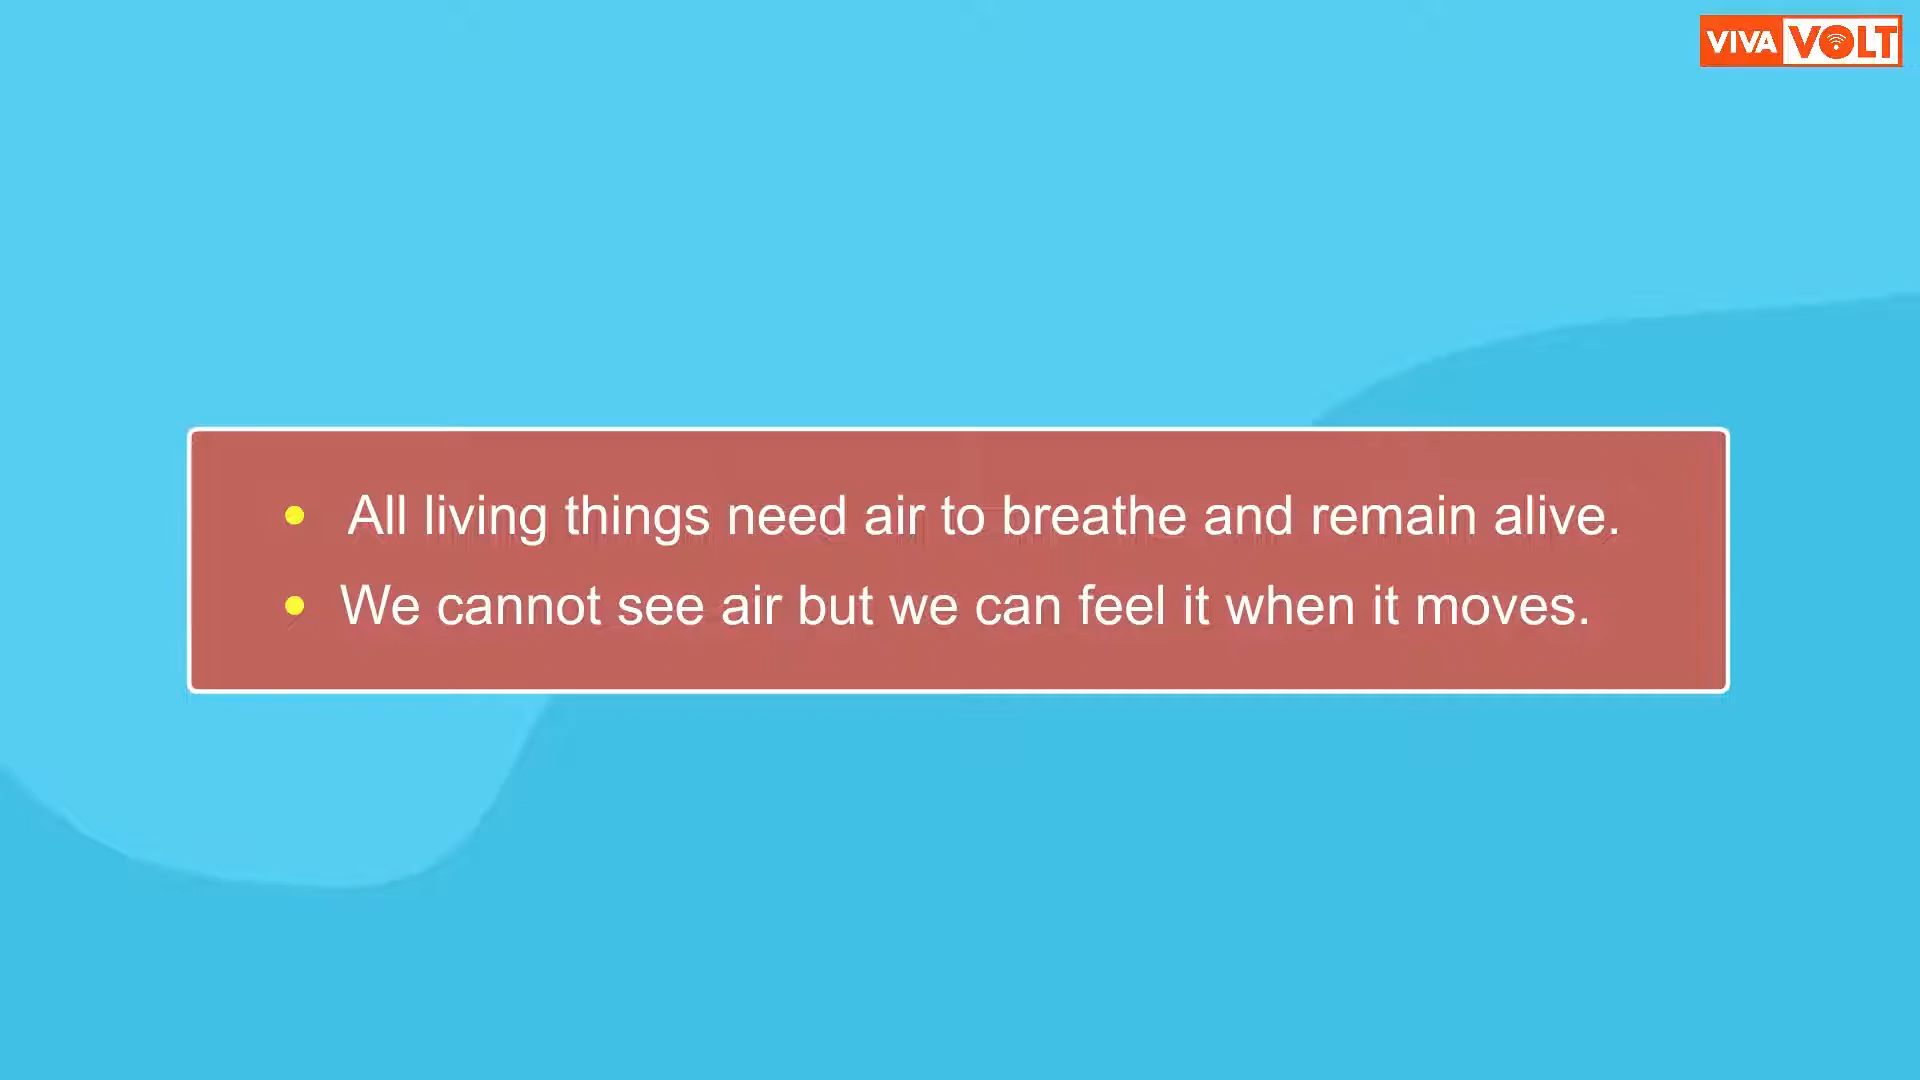 VIVA VOLT
• All living things need air to breathe and remain alive.
• We cannot see air but we can feel it when it moves.